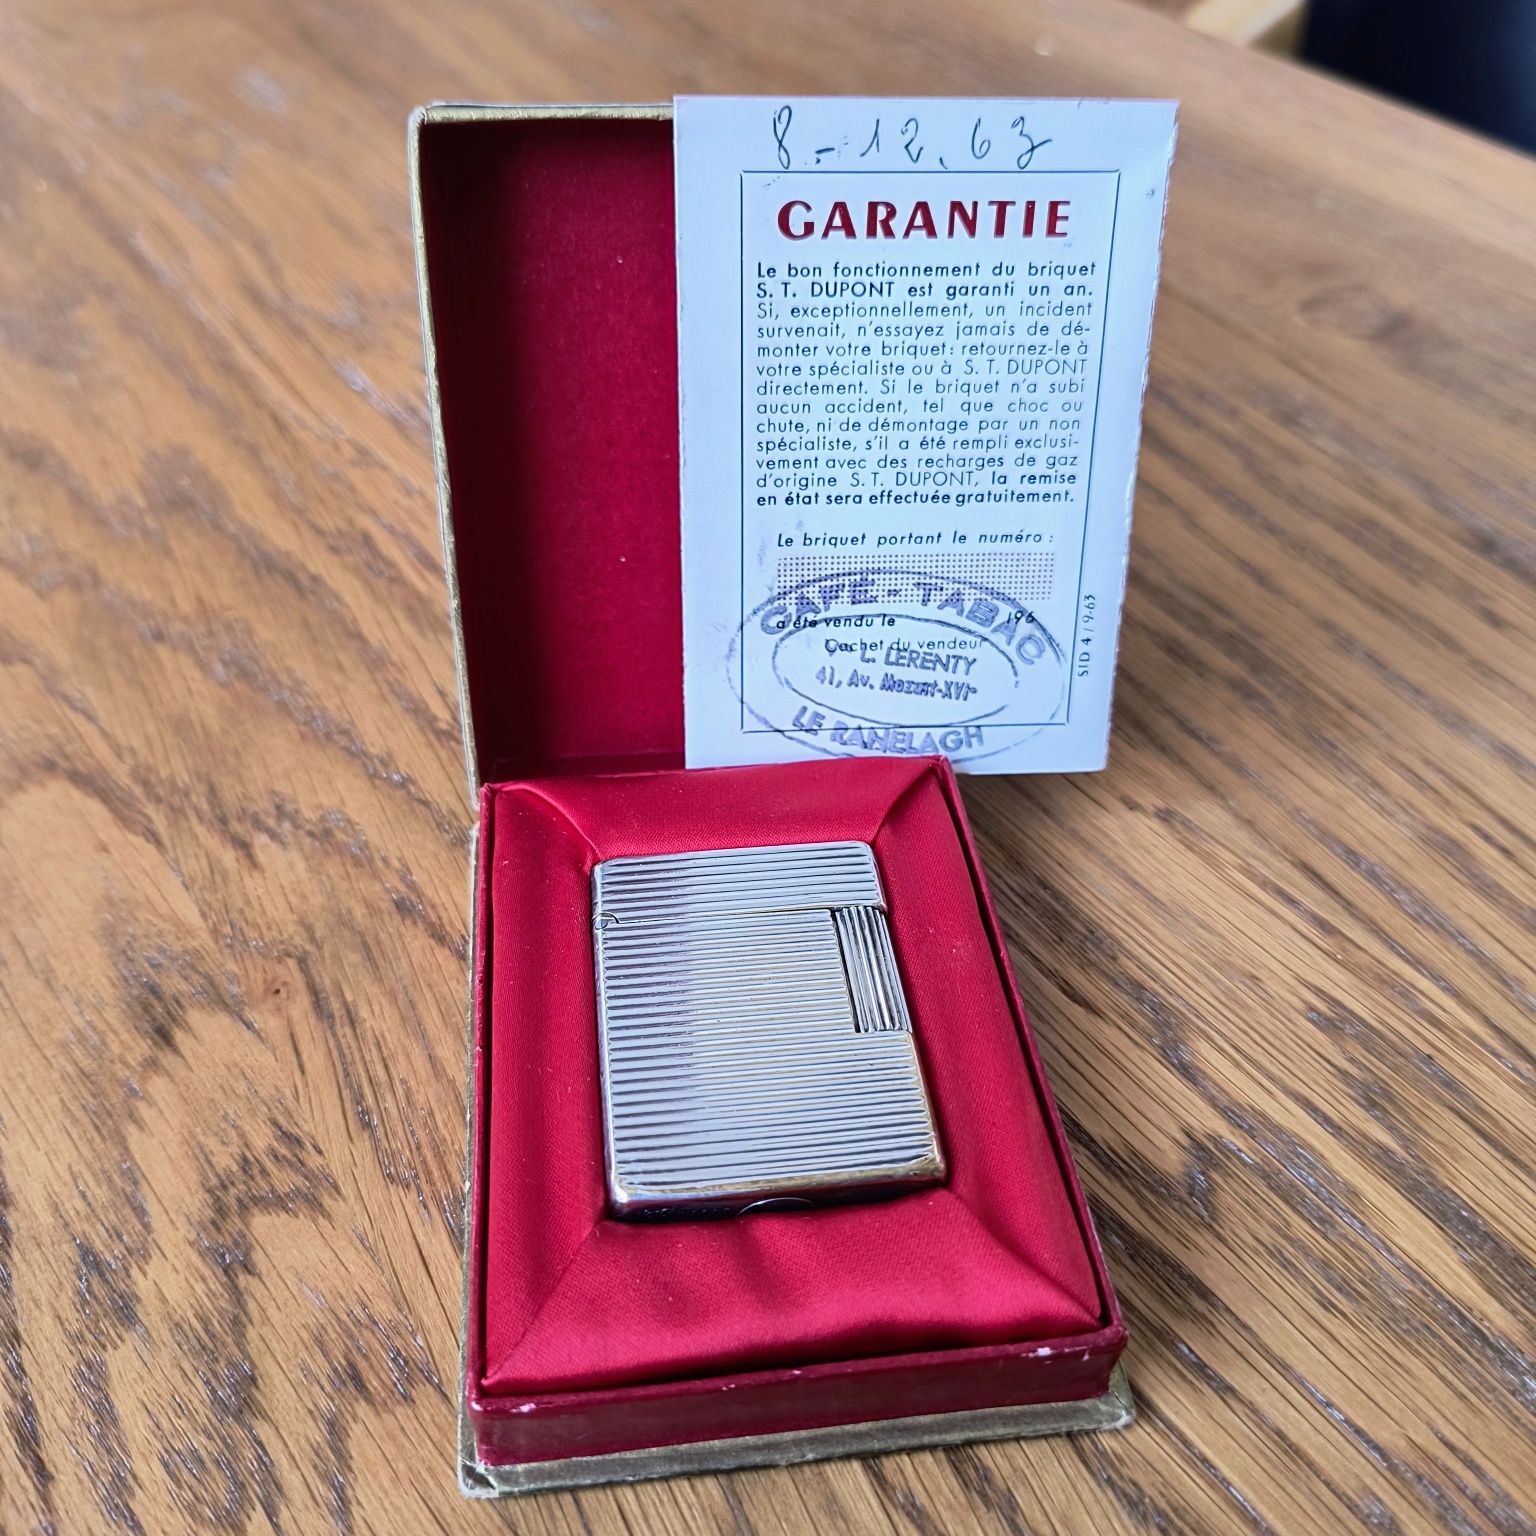 8-12.63
GARANTIE
Le bon fonctionnement du briquet
S. T. DUPONT est garanti un an.
Si, exceptionnellement, un incident
survenait, n'essayez jamais de dé-
monter votre briquet: retournez-le à
votre spécialiste ou à S. T. DUPONT
directement. Si le briquet n'a subi
aucun accident, tel que choc ou
chute, ni de démontage par un non
spécialiste, s'il a été rempli exclusi-
vement avec des recharges de gaz
d'origine S. T. DUPONT, la remise
en état sera effectuée gratuitement.
Le briquet portant le numéro :
CAFÉ - TABAC
a été vendu le 196
Cachet du vendeur
L. LERENTY
41, Av. Mozart-XVIe
LE RANELAGH
SID 4 / 9-63